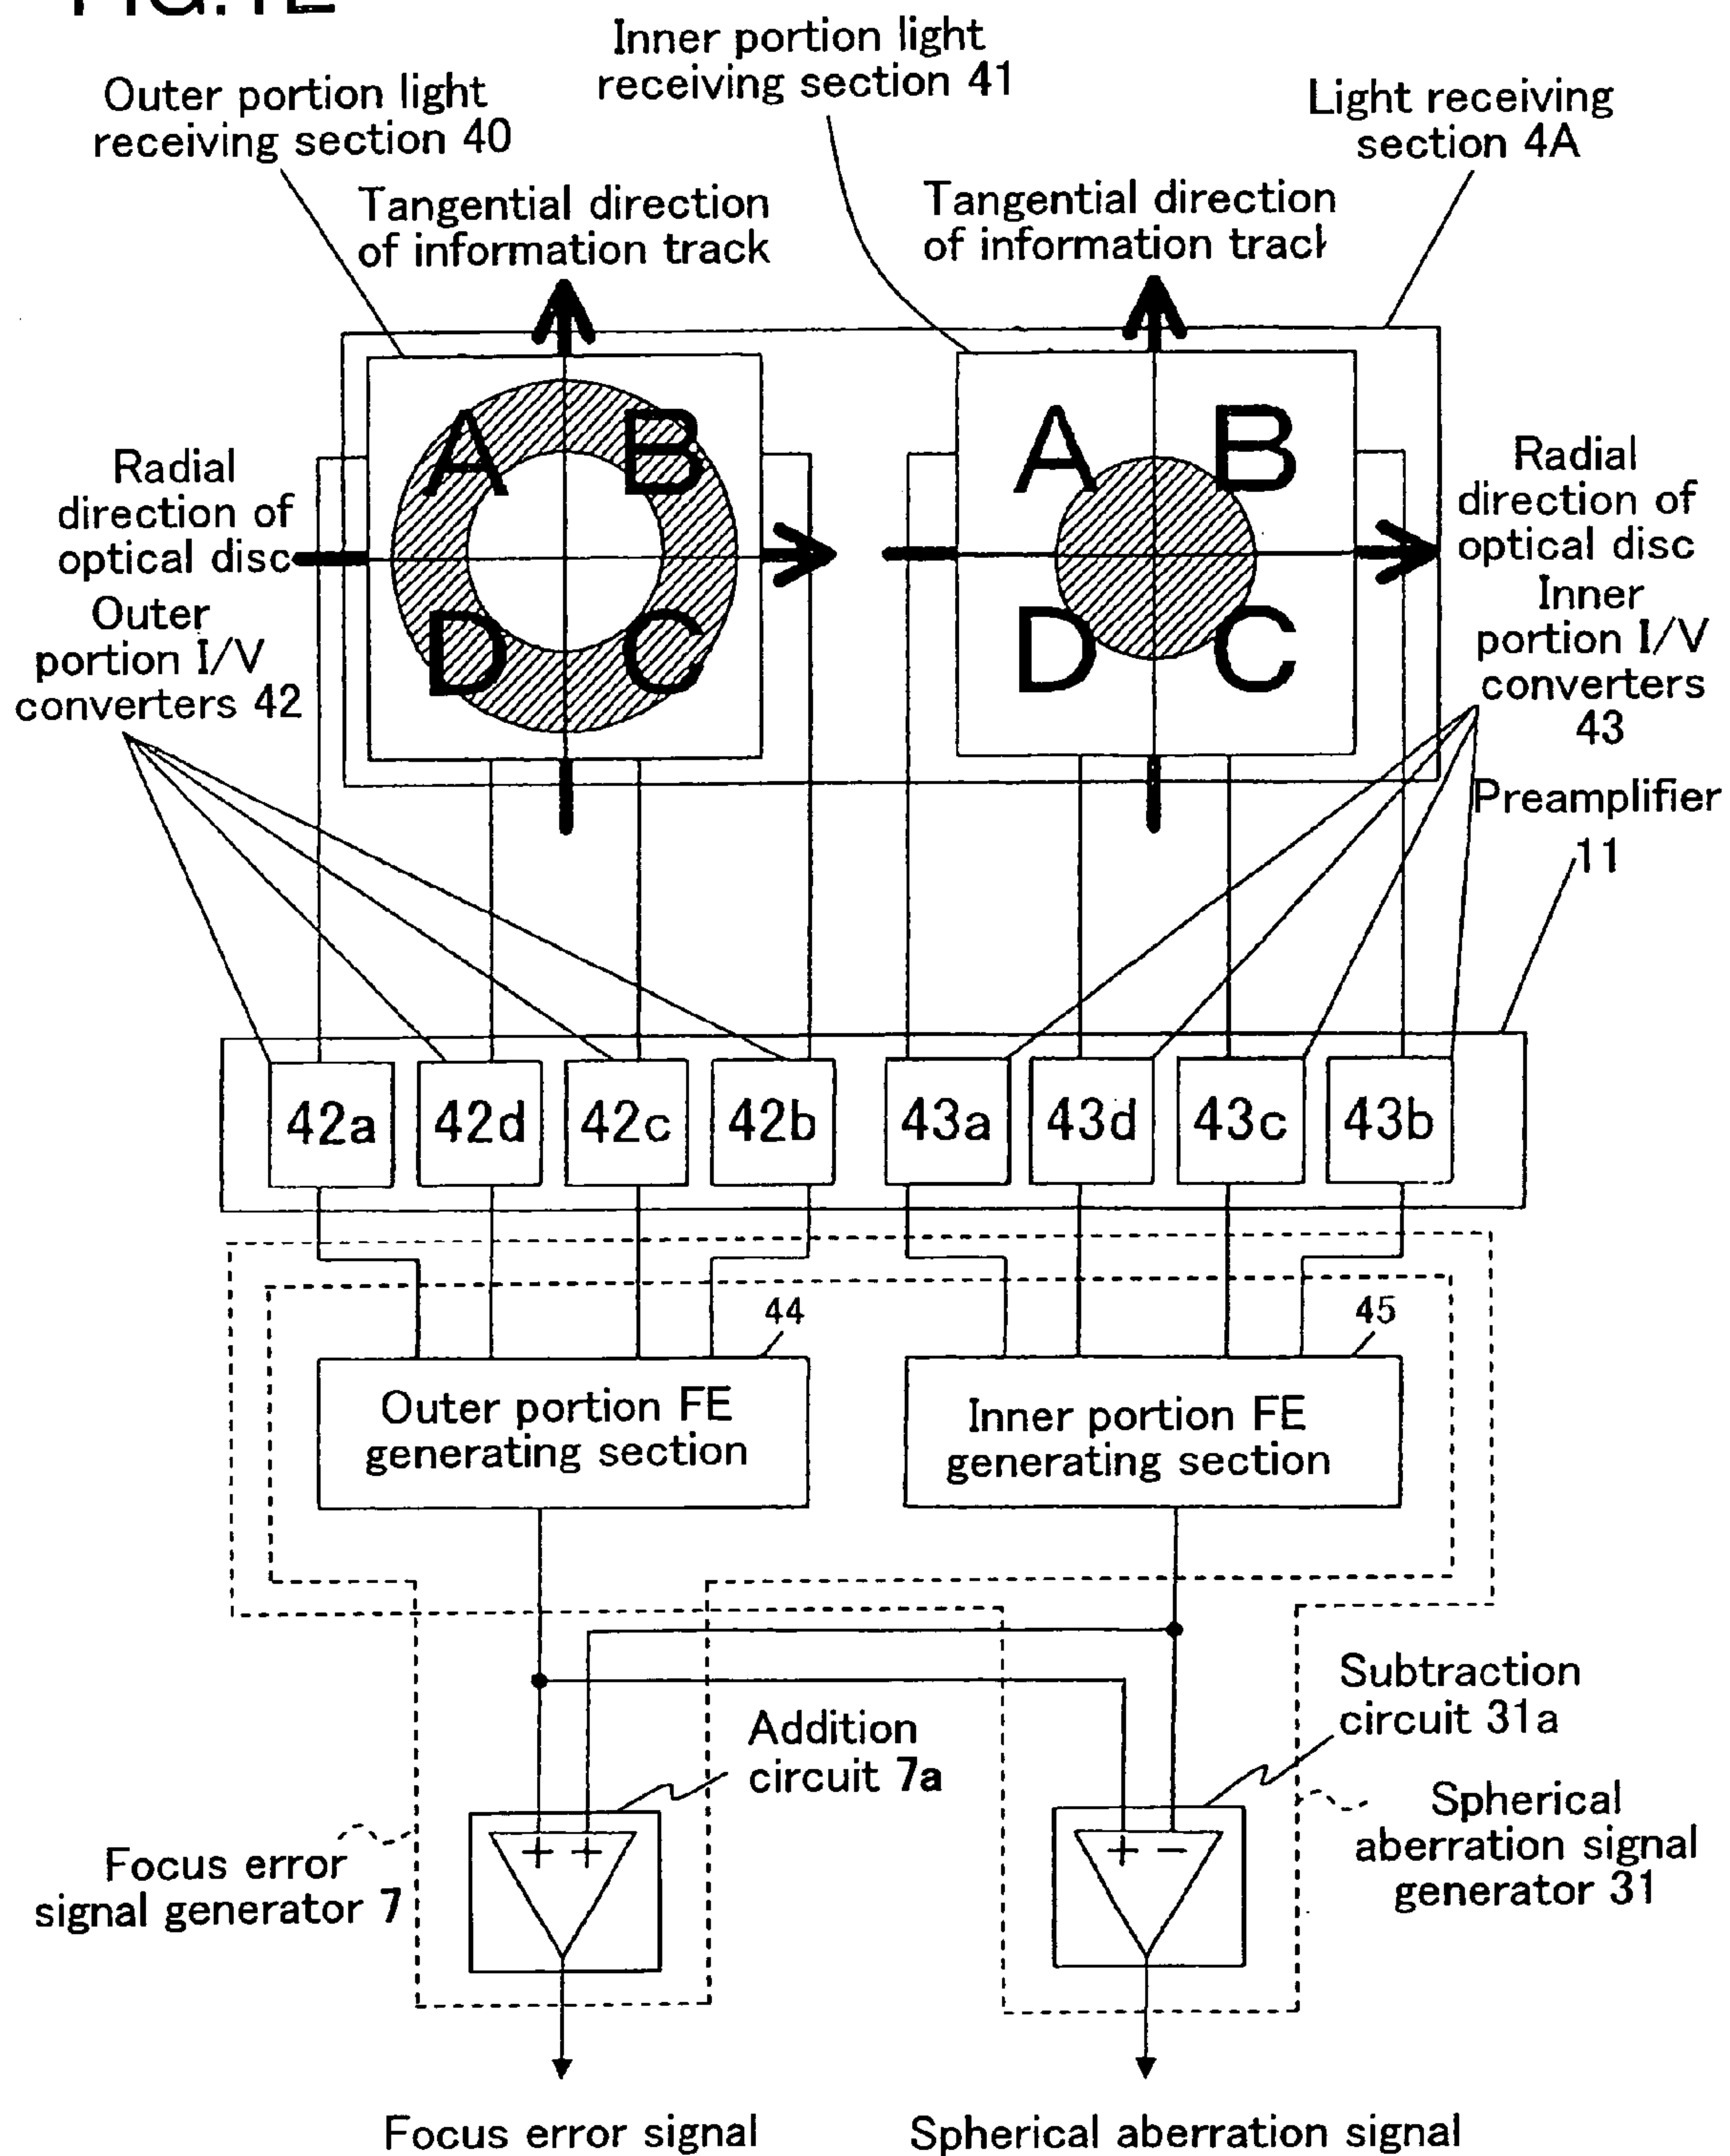 FIG.1E
Inner portion light
receiving section 41
Outer portion light
receiving section 40
Light receiving
section 4A
Tangential direction
of information track
Tangential direction
of information track
A
B
D
C
A
B
D
C
Radial
direction of
optical disc
Radial
direction of
optical disc
Outer
portion I/V
converters 42
Inner
portion I/V
converters
43
Preamplifier
11
42a
42d
42c
42b
43a
43d
43c
43b
44
45
Outer portion FE
generating section
Inner portion FE
generating section
Subtraction
circuit 31a
Addition
circuit 7a
+ +
+ −
Spherical
aberration signal
generator 31
Focus error
signal generator 7
Focus error signal
Spherical aberration signal